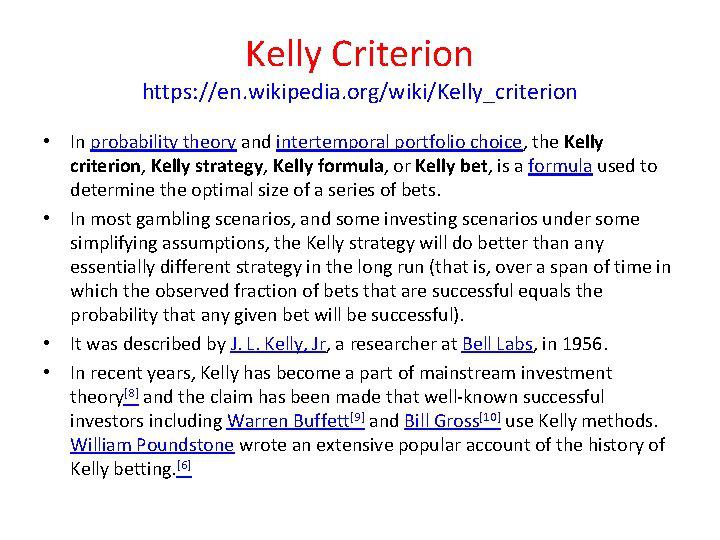 Kelly Criterion
https: //en. wikipedia. org/wiki/Kelly_criterion
• In probability theory and intertemporal portfolio choice, the Kelly
criterion, Kelly strategy, Kelly formula, or Kelly bet, is a formula used to
determine the optimal size of a series of bets.
• In most gambling scenarios, and some investing scenarios under some
simplifying assumptions, the Kelly strategy will do better than any
essentially different strategy in the long run (that is, over a span of time in
which the observed fraction of bets that are successful equals the
probability that any given bet will be successful).
• It was described by J. L. Kelly, Jr, a researcher at Bell Labs, in 1956.
• In recent years, Kelly has become a part of mainstream investment
theory[8] and the claim has been made that well-known successful
investors including Warren Buffett[9] and Bill Gross[10] use Kelly methods.
William Poundstone wrote an extensive popular account of the history of
Kelly betting. [6]